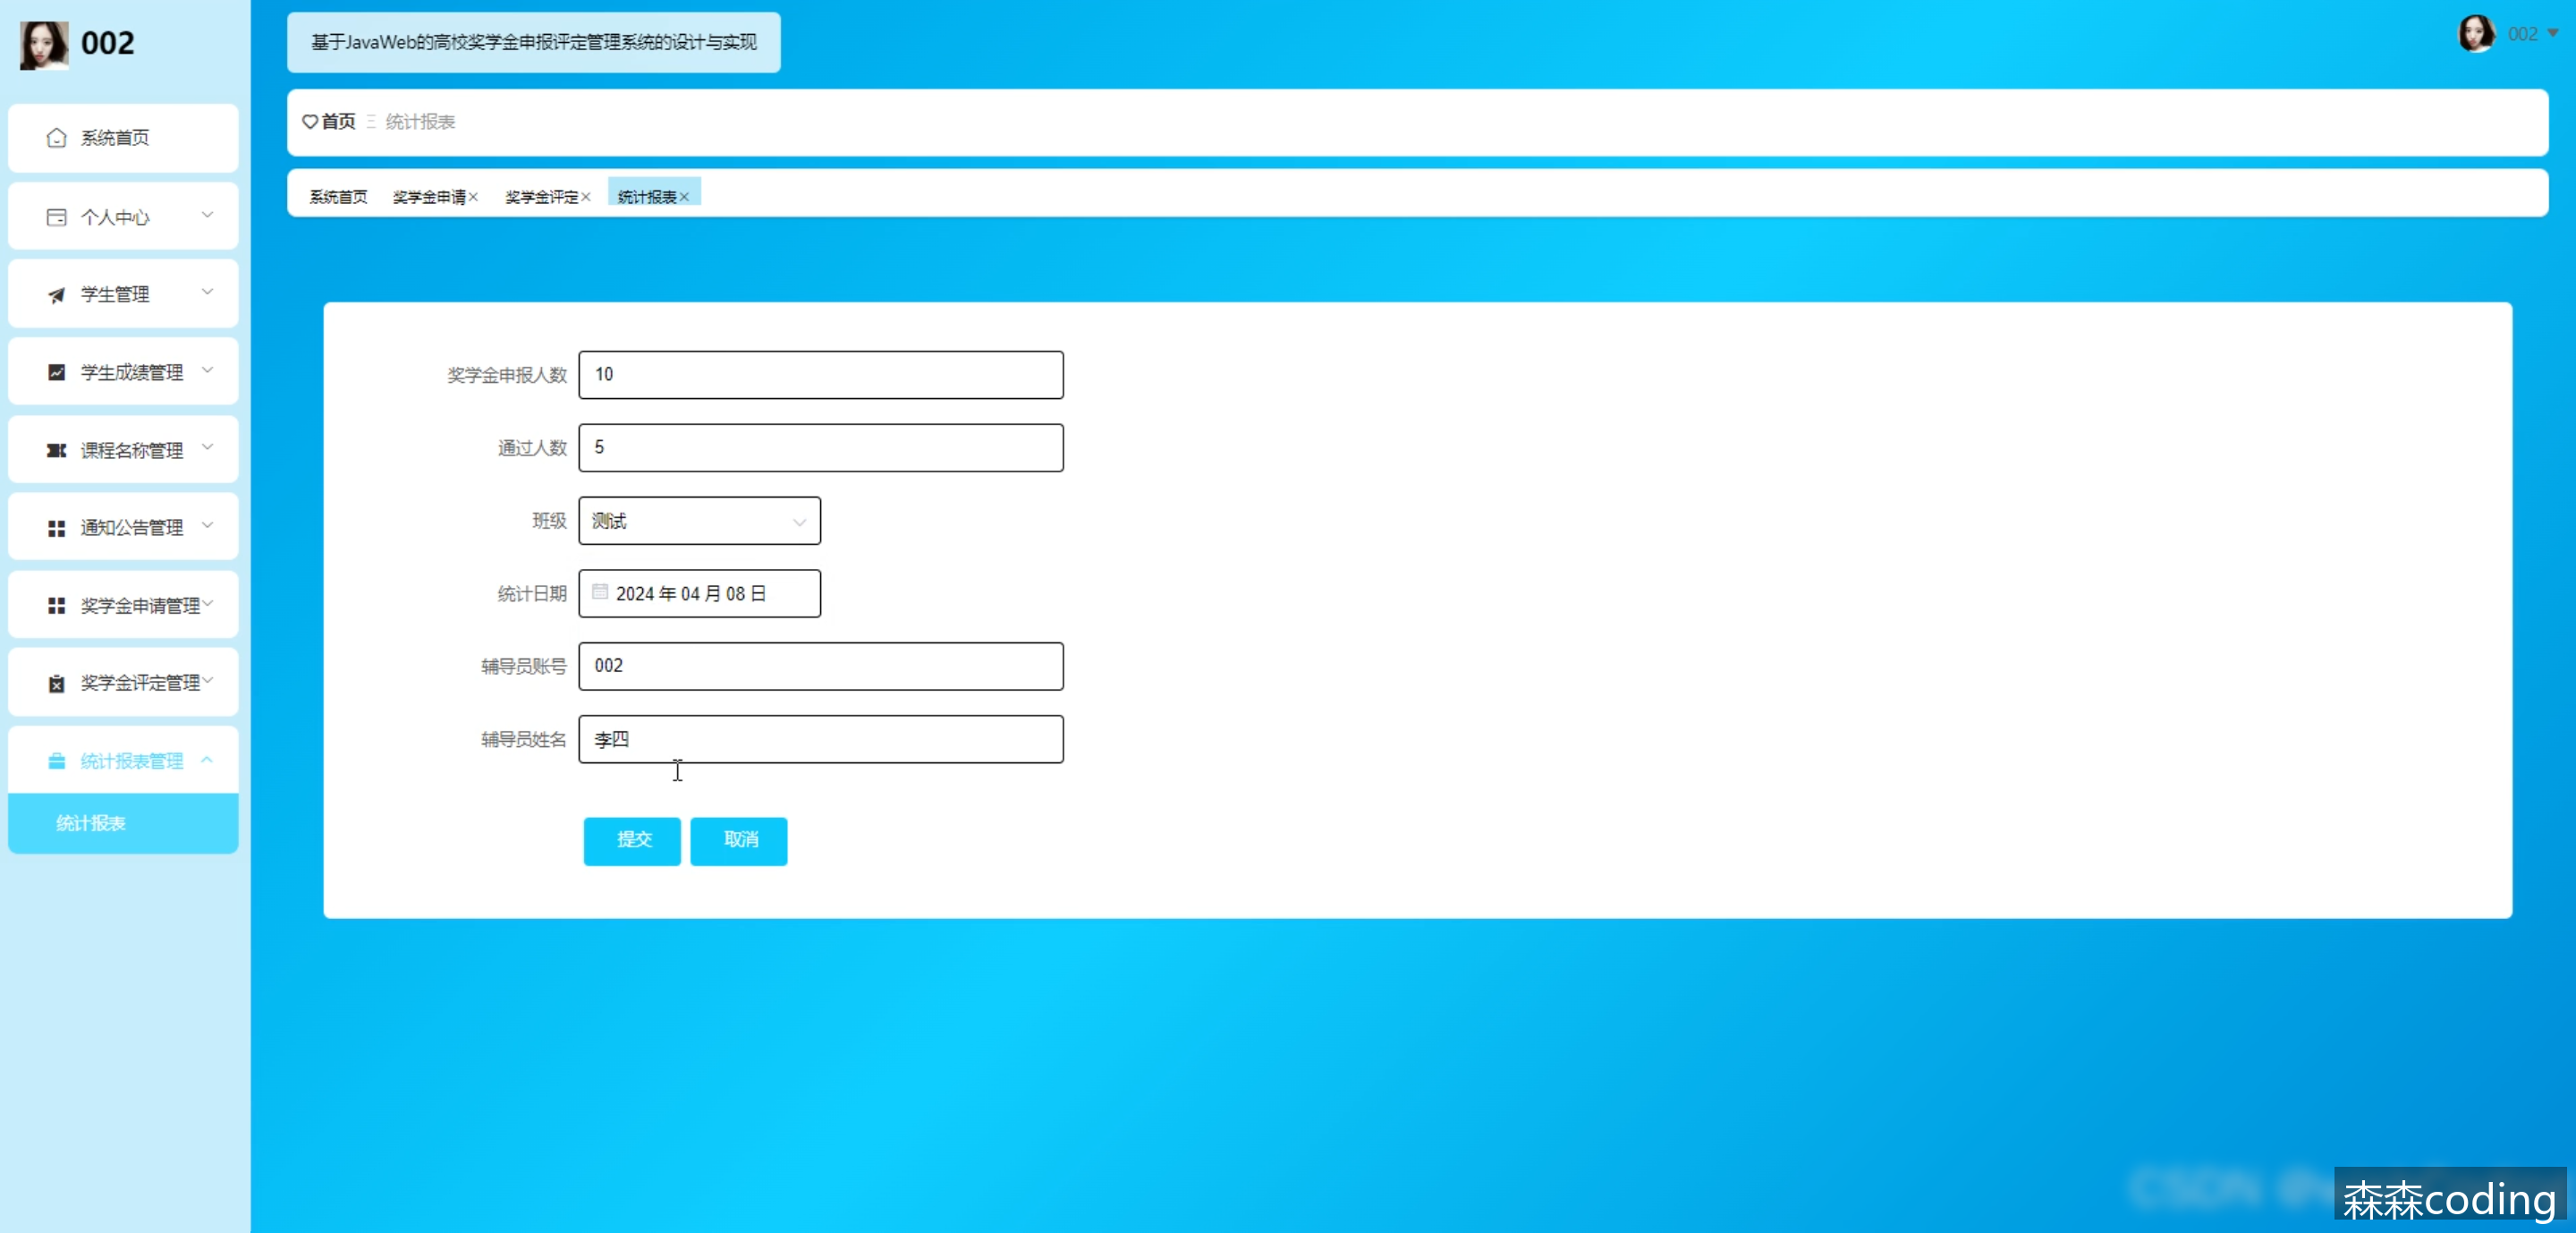 002
系统首页
个人中心
学生管理
学生成绩管理
课程名称管理
通知公告管理
奖学金申请管理
奖学金评定管理
统计报表管理
统计报表
基于JavaWeb的高校奖学金申报评定管理系统的设计与实现
002
首页 统计报表
系统首页 奖学金申请 奖学金评定 统计报表
奖学金申报人数 10
通过人数 5
班级 测试
统计日期 2024 年 04 月 08 日
辅导员账号 002
辅导员姓名 李四
提交 取消
森森coding